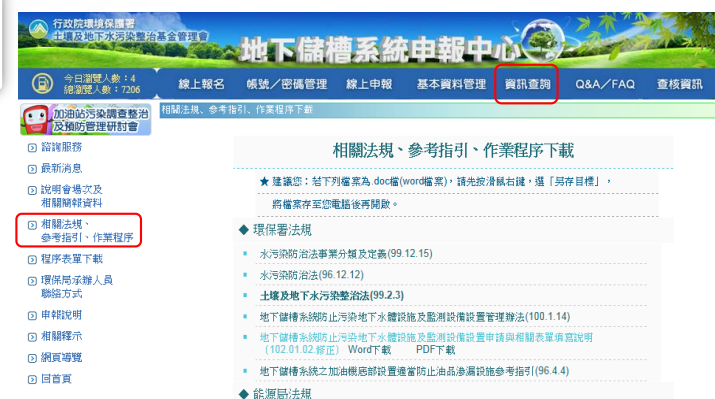 行政院環境保護署
土壤及地下水污染整治基金管理會
地下儲槽系統申報中心
今日瀏覽人數：4
總瀏覽人數：7206
線上報名
帳號／密碼管理
線上申報
基本資料管理
資訊查詢
Q&A／FAQ
查核資訊
加油站污染調查整治
及預防管理研討會
相關法規、參考指引、作業程序下載
諮詢服務
最新消息
說明會場次及
相關簡報資料
相關法規、
參考指引、作業程序
程序表單下載
環保局承辦人員
聯絡方式
申報說明
相關釋示
網頁導覽
回首頁
相關法規、參考指引、作業程序下載
★ 建議您：若下列檔案為.doc檔(word檔案)，請先按滑鼠右鍵，選「另存目標」，
將檔案存至您電腦後再開啟。
◆ 環保署法規
水污染防治法事業分類及定義(99.12.15)
水污染防治法(96.12.12)
土壤及地下水污染整治法(99.2.3)
地下儲槽系統防止污染地下水體設施及監測設備設置管理辦法(100.1.14)
地下儲槽系統防止污染地下水體設施及監測設備設置申請與相關表單填寫說明
(102.01.02.修正) Word下載 PDF下載
地下儲槽系統之加油機底部設置適當防止油品滲漏設施參考指引(96.4.4)
◆ 能源局法規